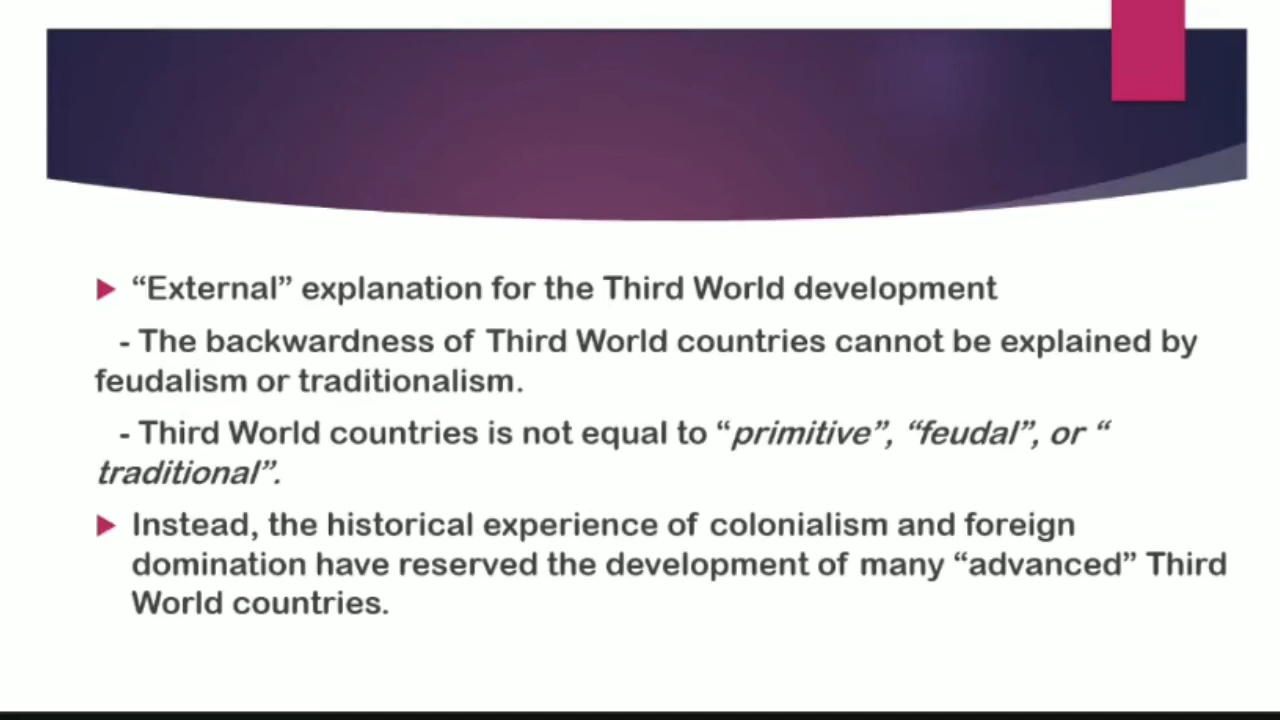 “External” explanation for the Third World development
- The backwardness of Third World countries cannot be explained by
feudalism or traditionalism.
- Third World countries is not equal to “primitive”, “feudal”, or “
traditional”.
Instead, the historical experience of colonialism and foreign
domination have reserved the development of many “advanced” Third
World countries.